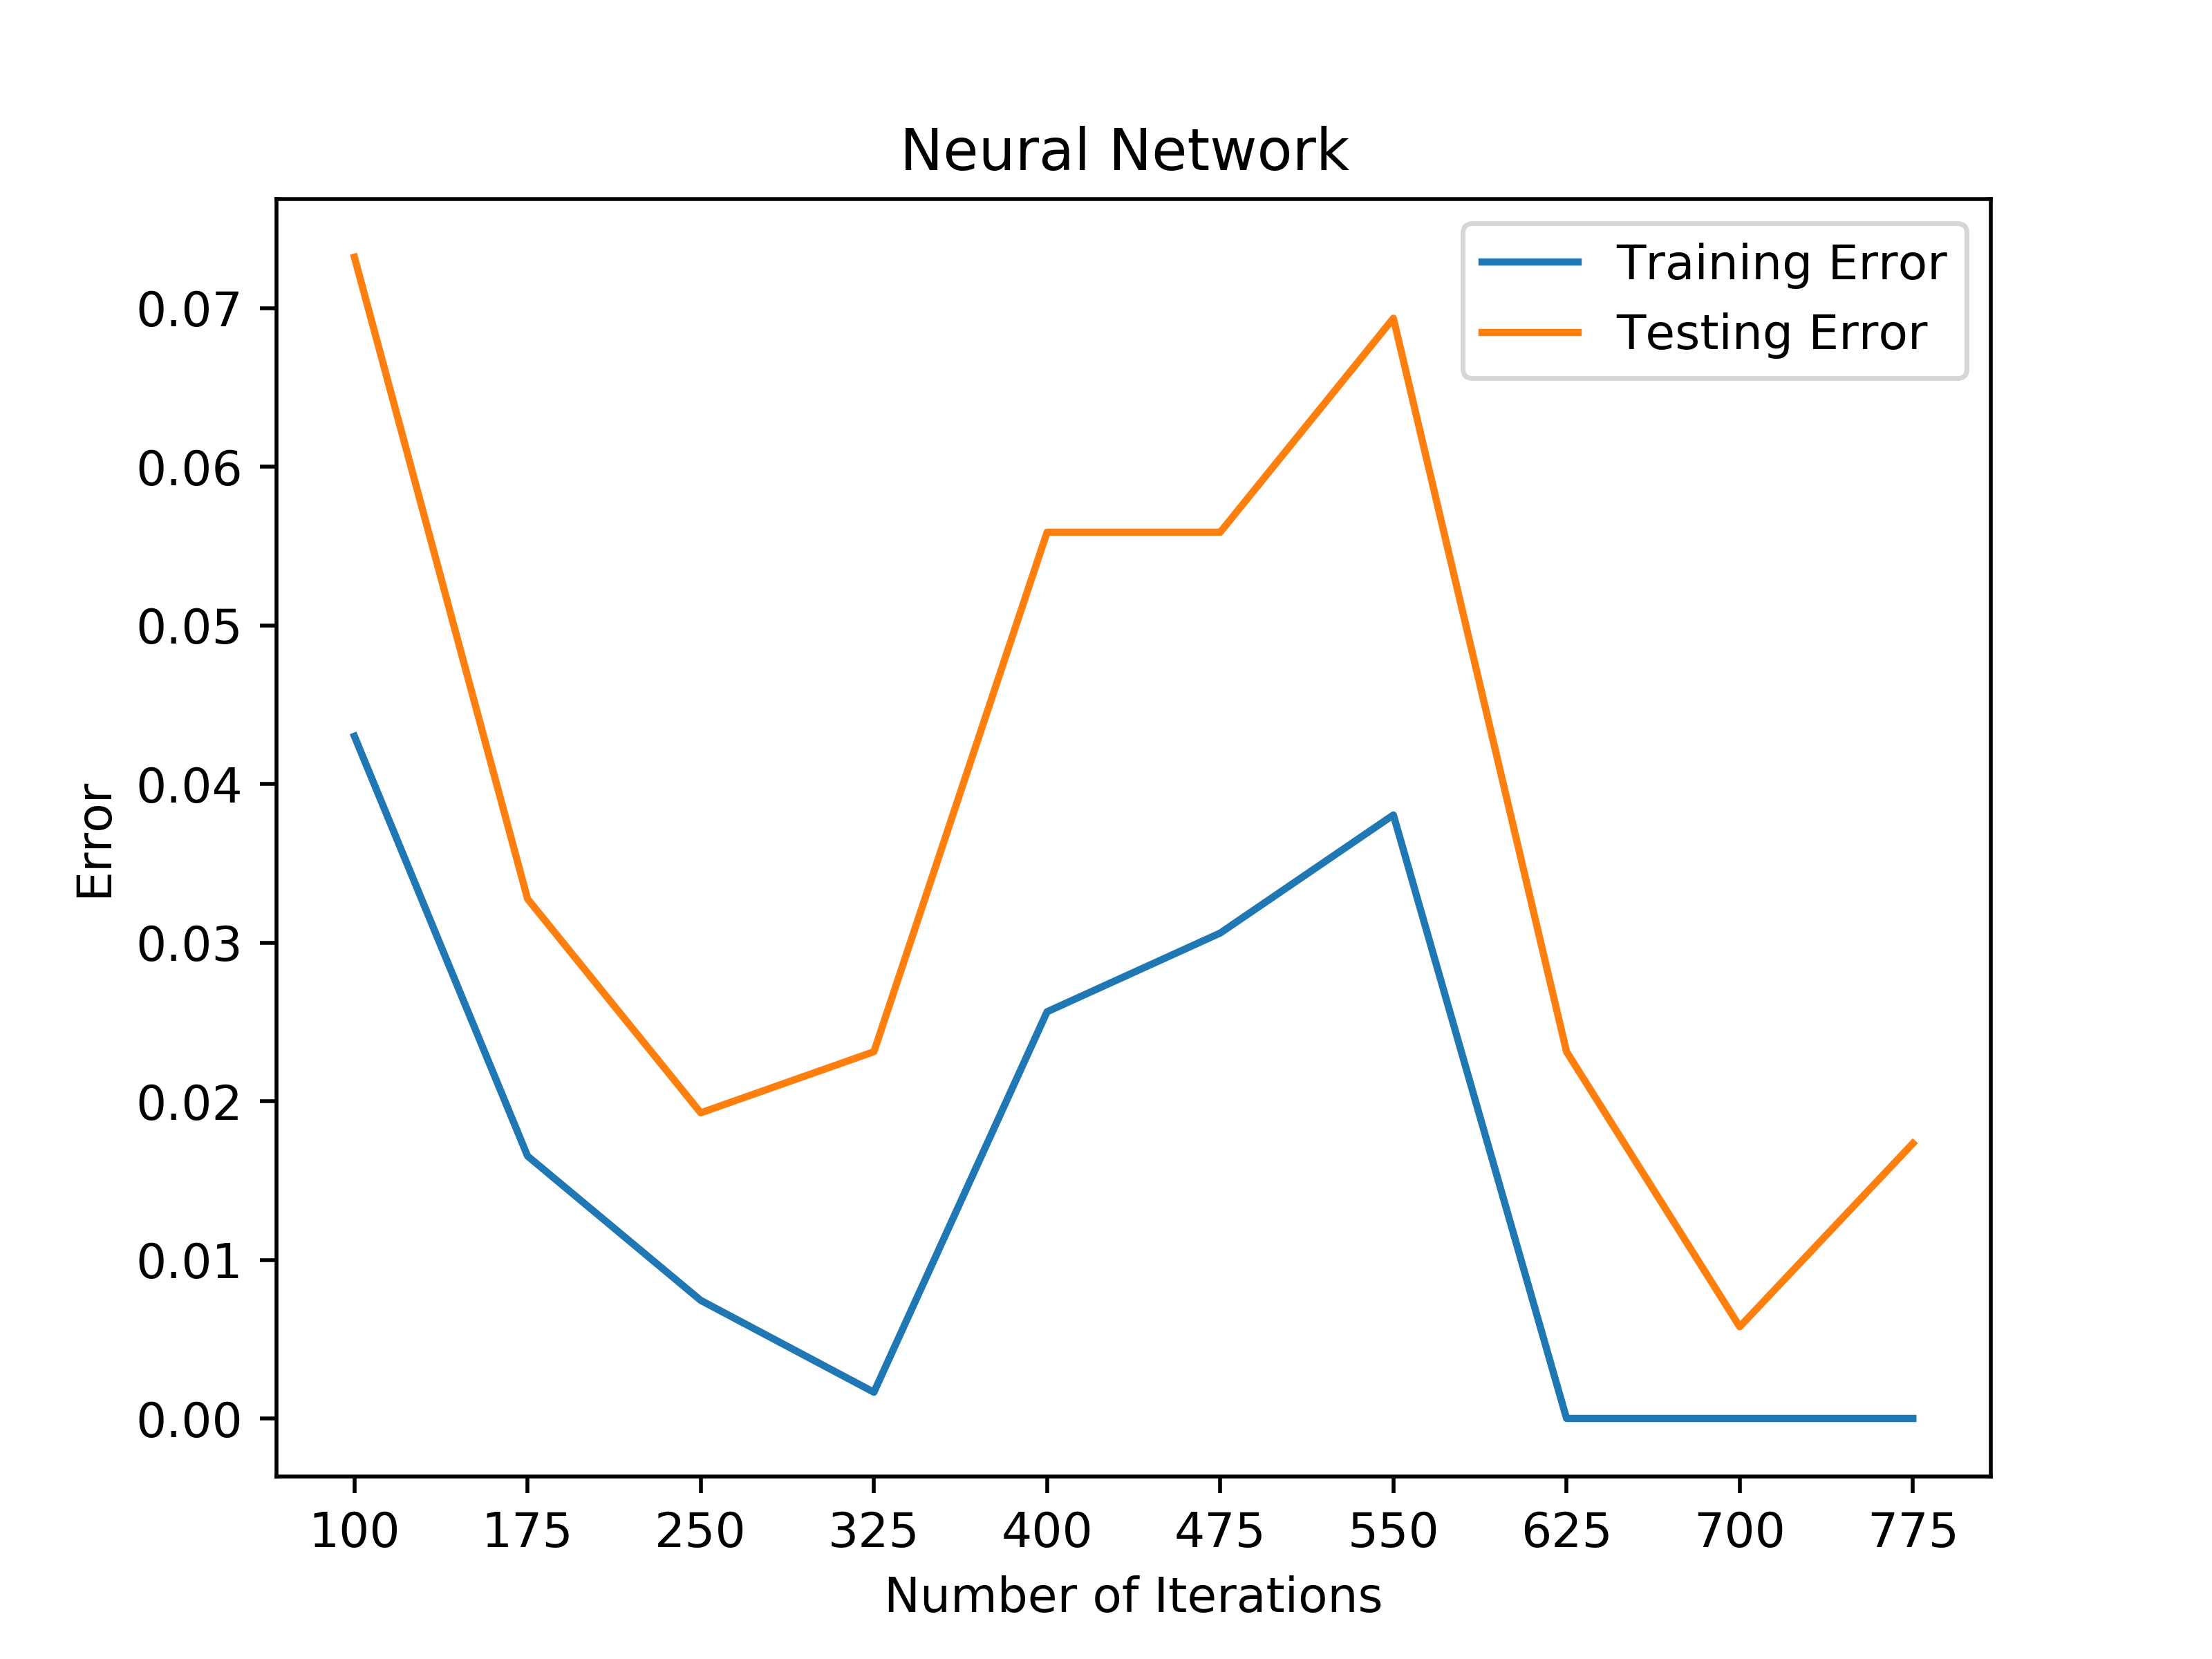 Neural Network
Training Error
Testing Error
0.07
0.06
0.05
0.04
0.03
0.02
0.01
0.00
Error
100 175 250 325 400 475 550 625 700 775
Number of Iterations